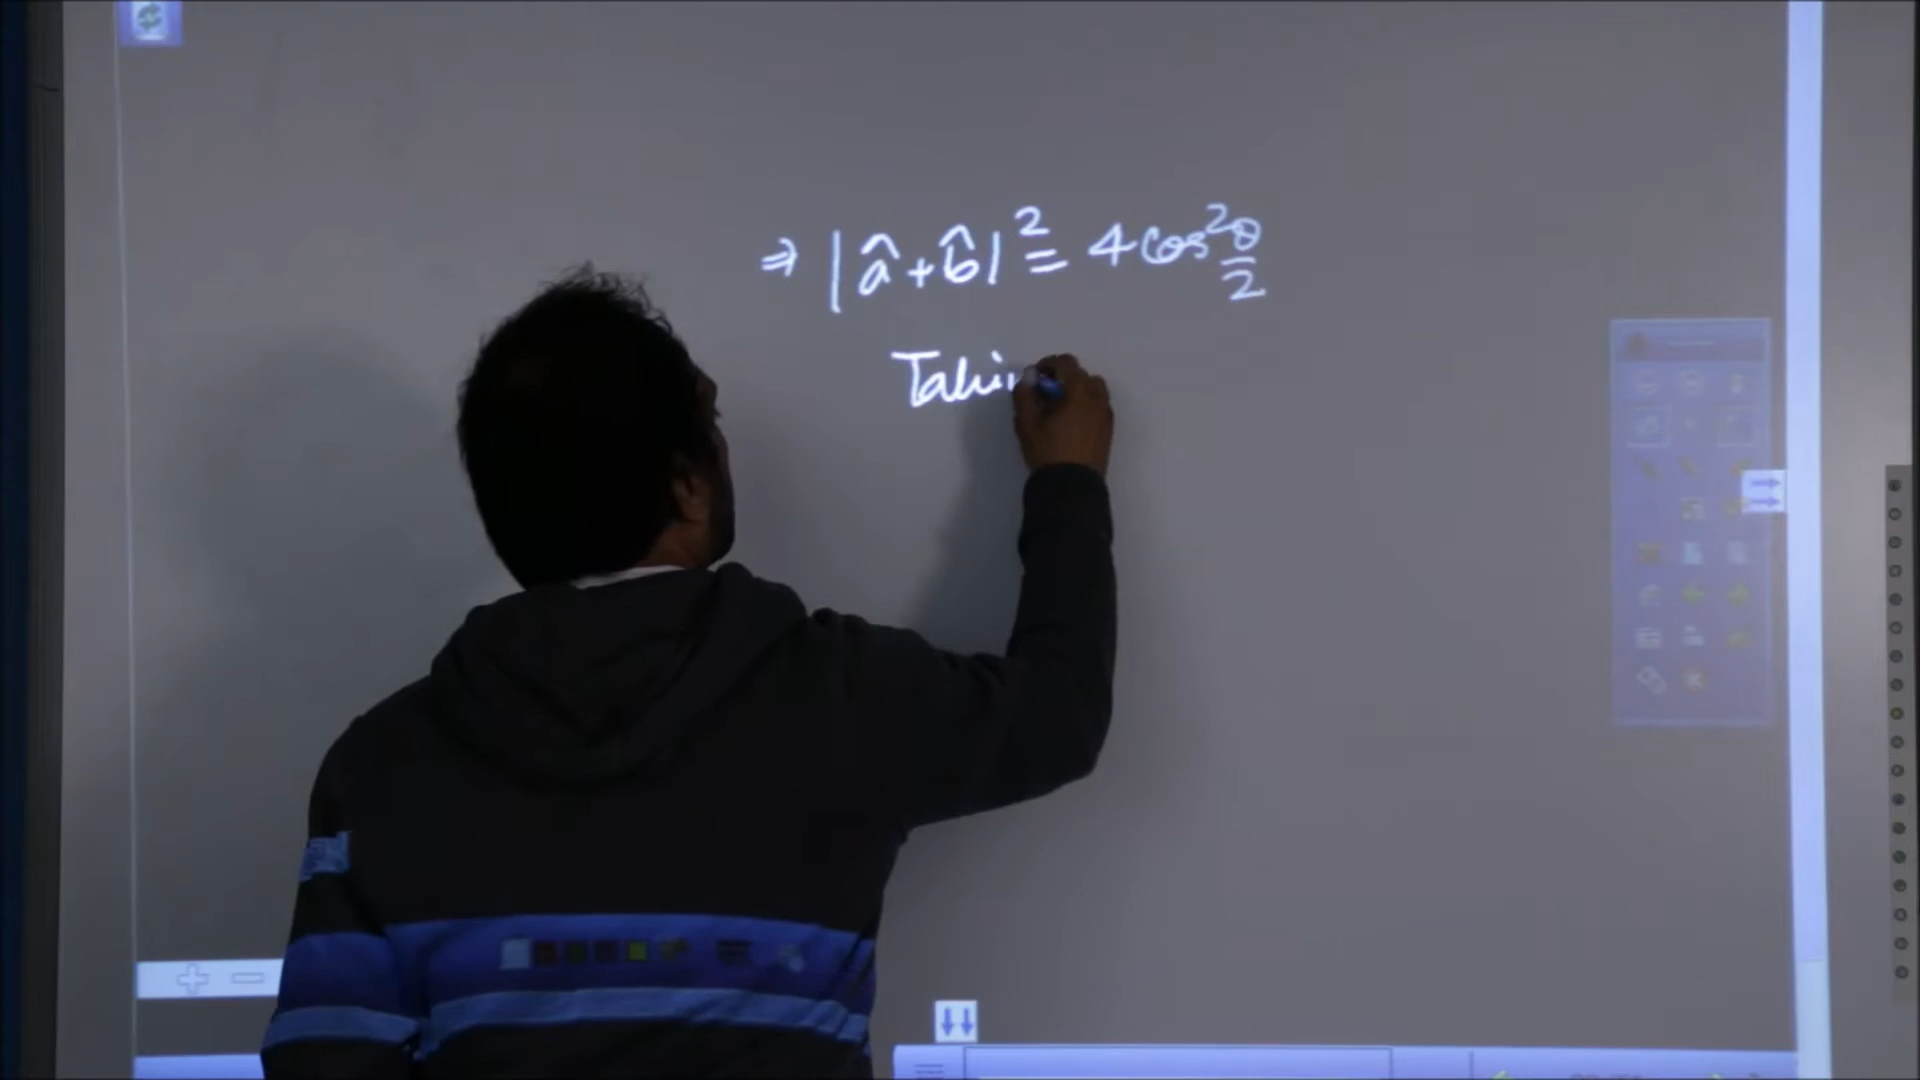 ⇒ |â+b̂|² = 4cos²θ/2
Takin